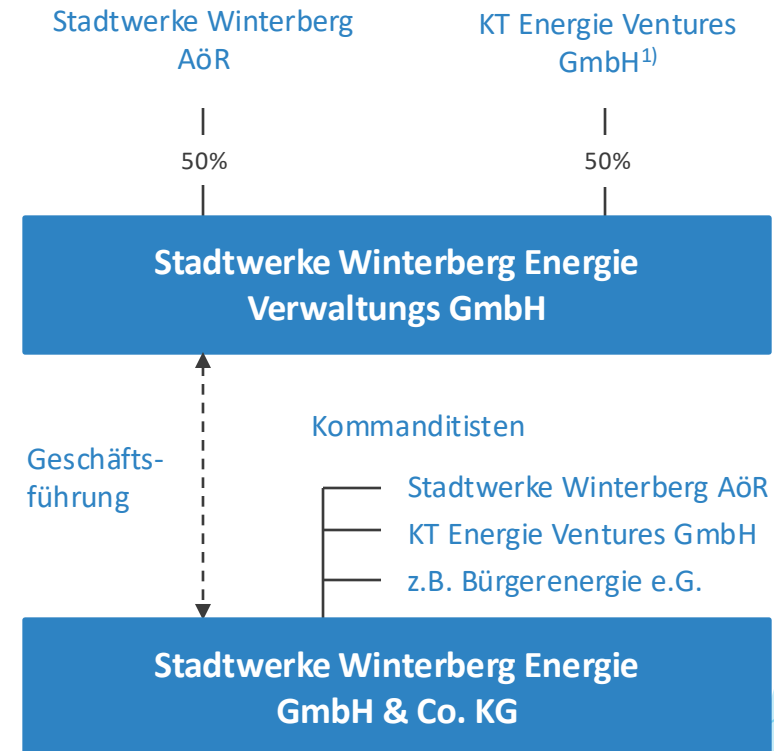 Stadtwerke Winterberg
AöR
KT Energie Ventures
GmbH1)
50%
50%
Stadtwerke Winterberg Energie
Verwaltungs GmbH
Geschäfts-
führung
Kommanditisten
Stadtwerke Winterberg AöR
KT Energie Ventures GmbH
z.B. Bürgerenergie e.G.
Stadtwerke Winterberg Energie
GmbH & Co. KG